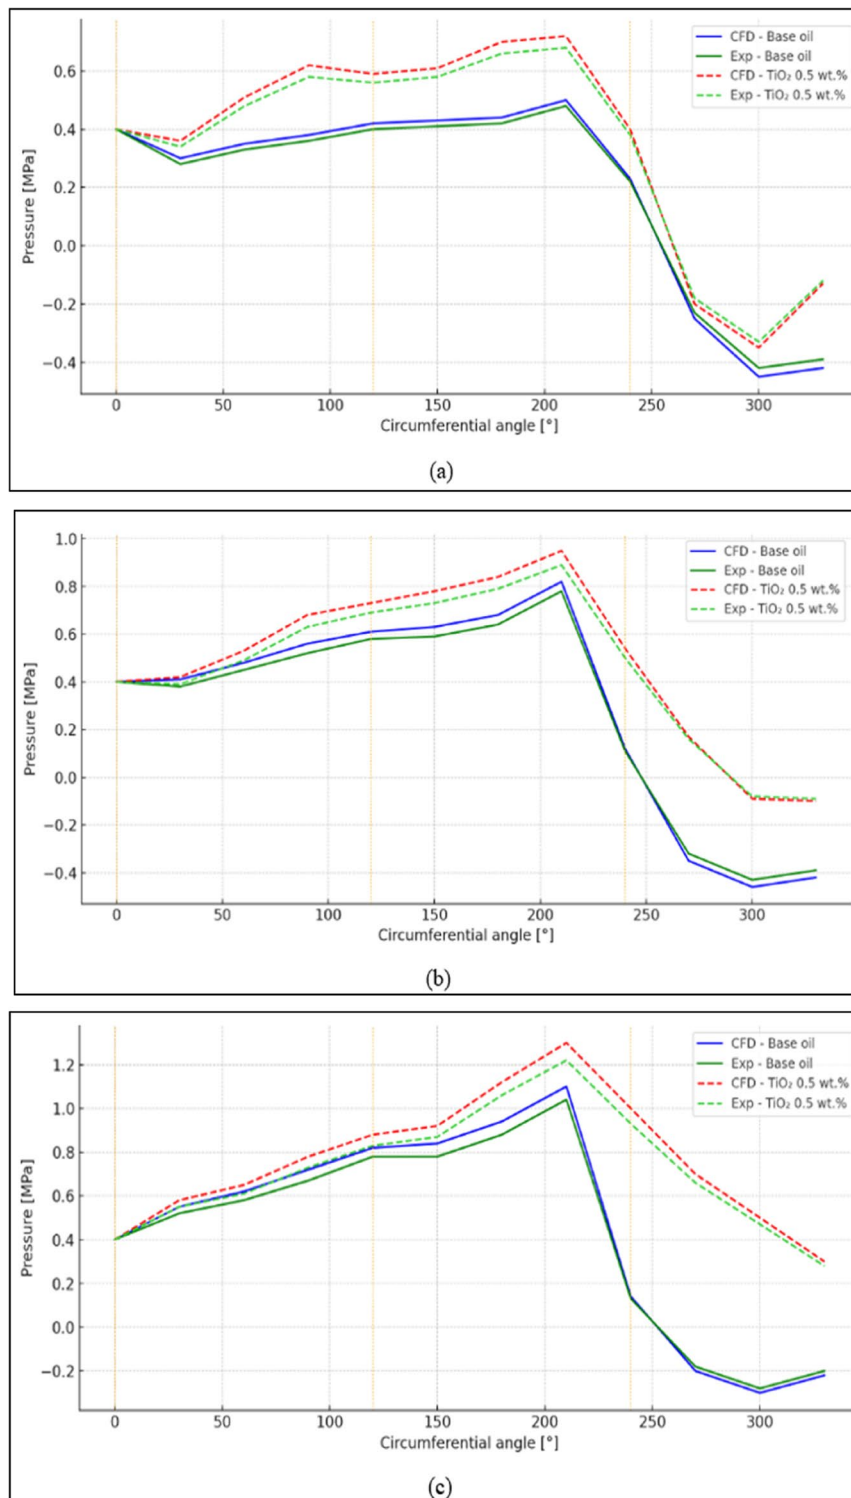 CFD - Base oil
Exp - Base oil
CFD - TiO₂ 0.5 wt.%
Exp - TiO₂ 0.5 wt.%
Pressure [MPa]
0.6
0.4
0.2
0.0
−0.2
−0.4
0 50 100 150 200 250 300
Circumferential angle [°]
(a)
CFD - Base oil
Exp - Base oil
CFD - TiO₂ 0.5 wt.%
Exp - TiO₂ 0.5 wt.%
Pressure [MPa]
1.0
0.8
0.6
0.4
0.2
0.0
−0.2
−0.4
0 50 100 150 200 250 300
Circumferential angle [°]
(b)
CFD - Base oil
Exp - Base oil
CFD - TiO₂ 0.5 wt.%
Exp - TiO₂ 0.5 wt.%
Pressure [MPa]
1.2
1.0
0.8
0.6
0.4
0.2
0.0
−0.2
0 50 100 150 200 250 300
Circumferential angle [°]
(c)